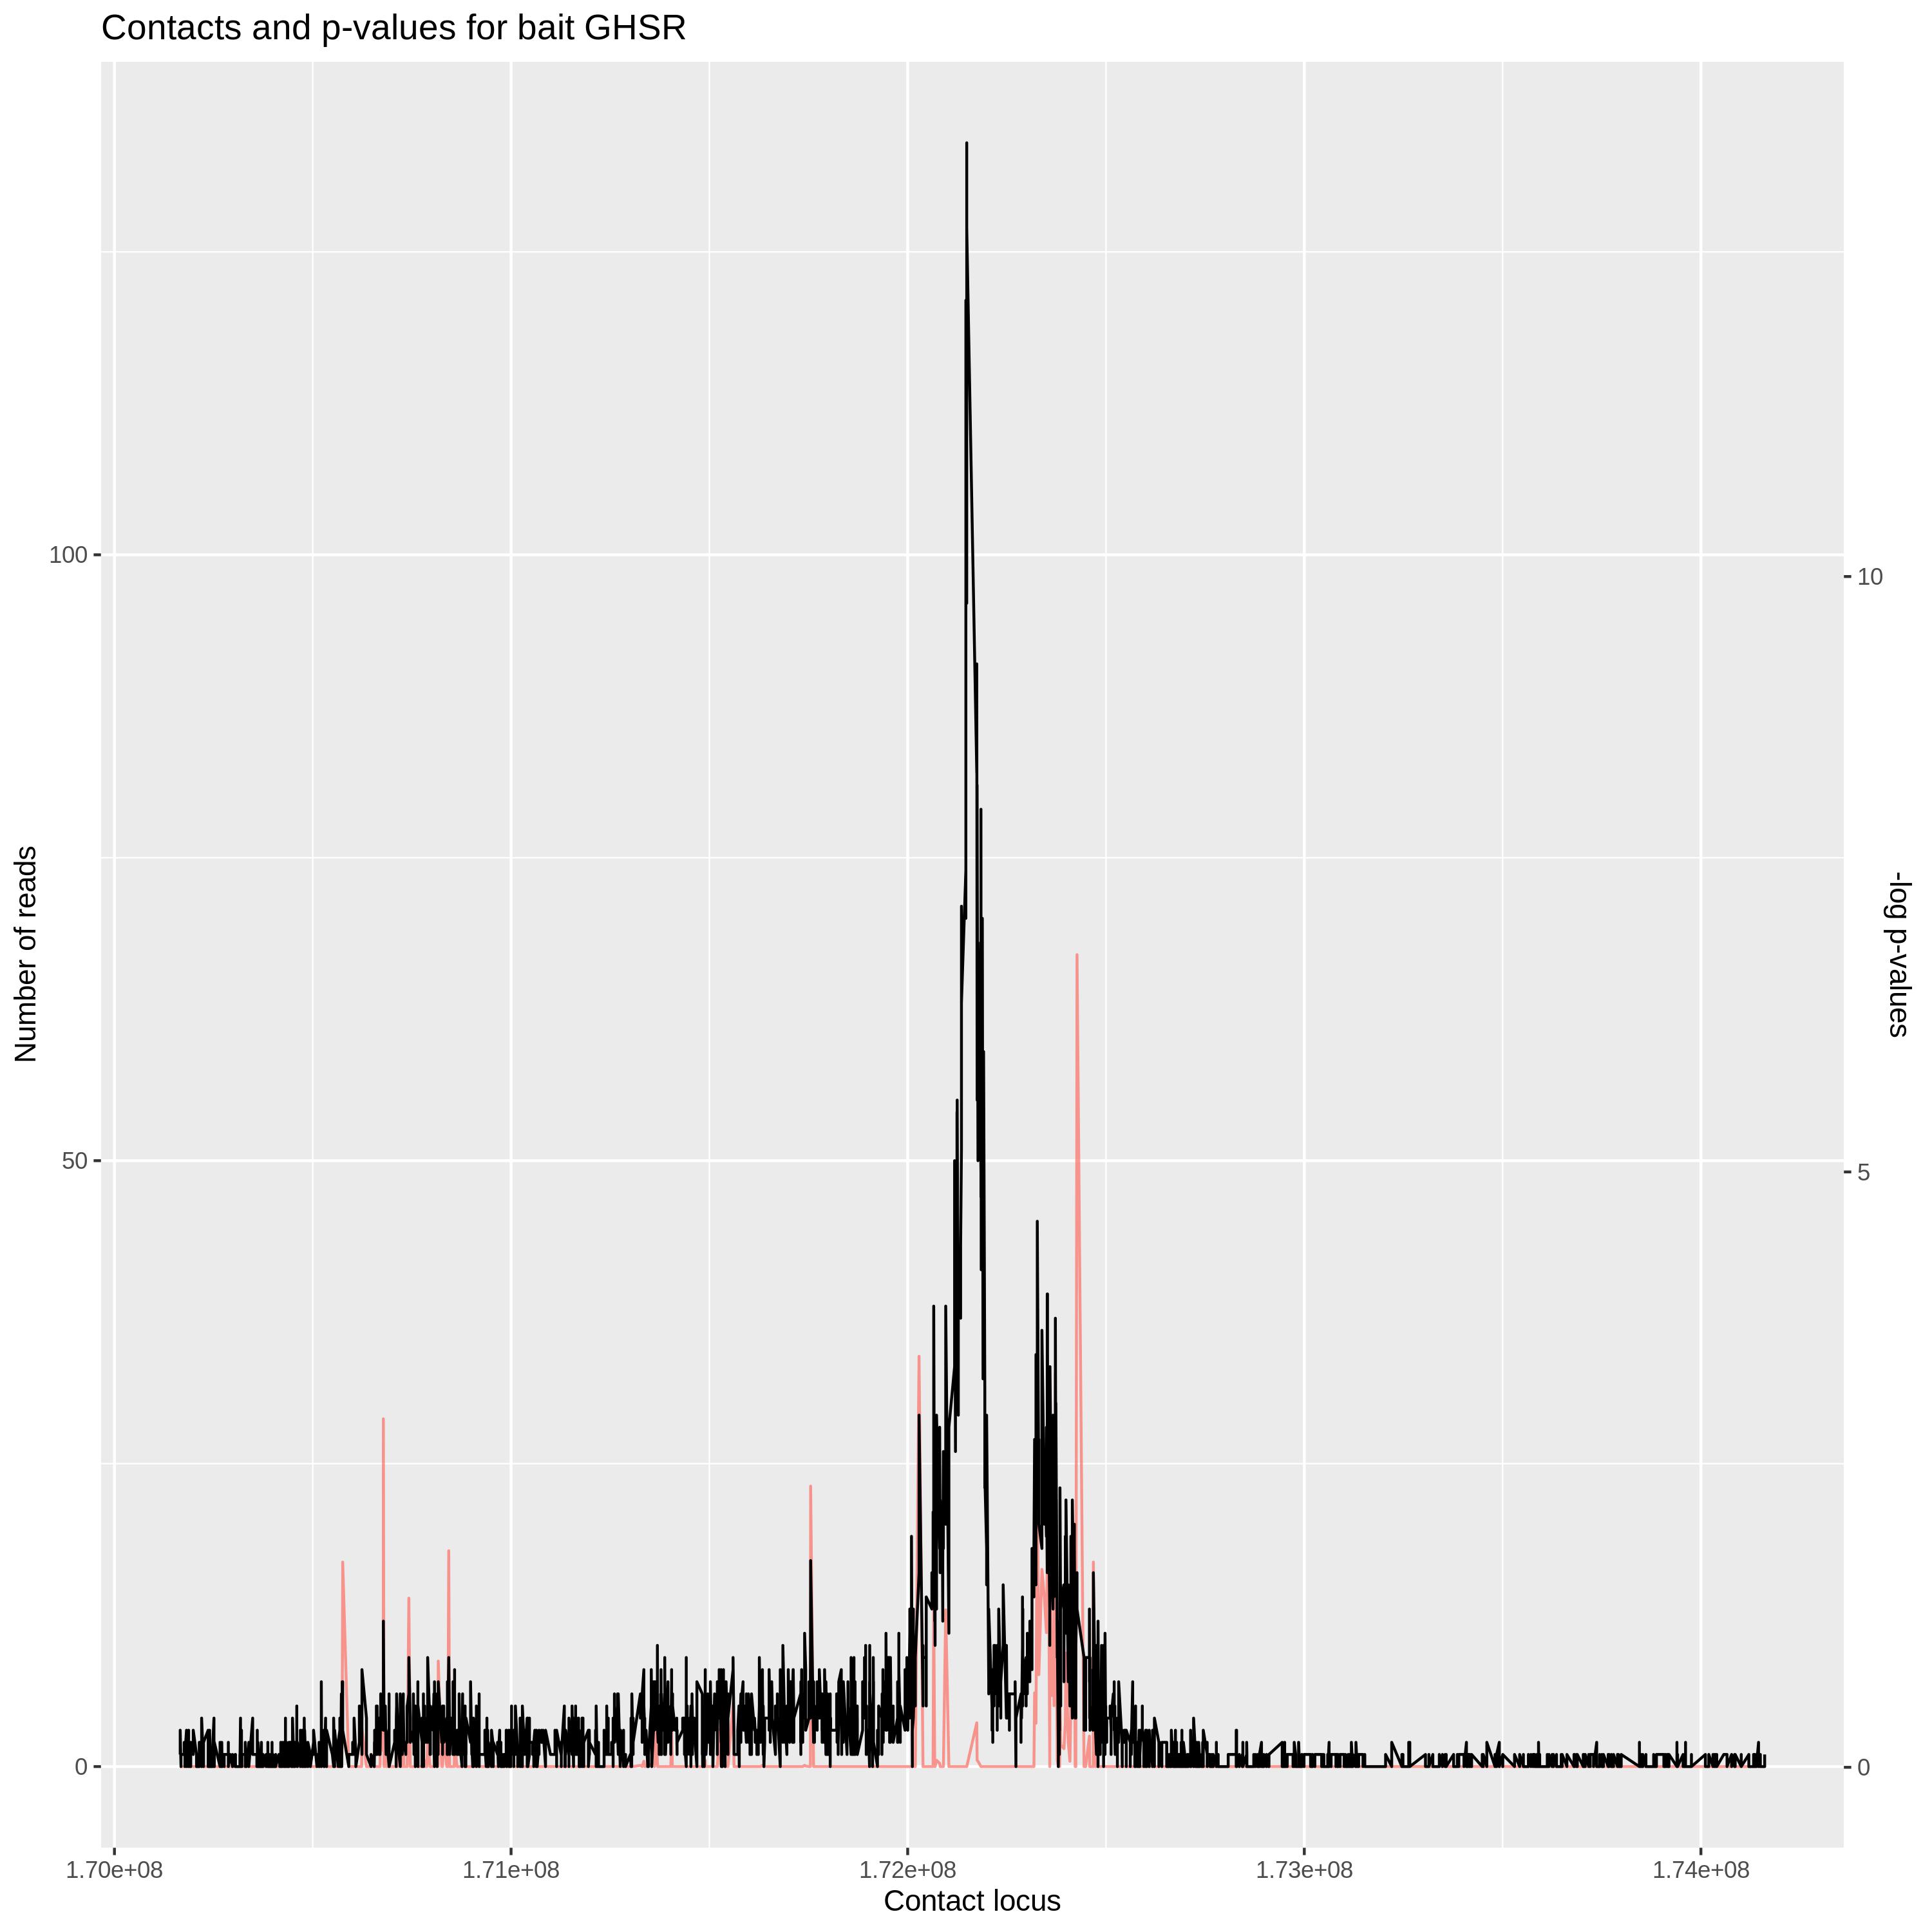 Contacts and p-values for bait GHSR
100
50
0
Number of reads
10
5
0
-log p-values
1.70e+08
1.71e+08
1.72e+08
1.73e+08
1.74e+08
Contact locus